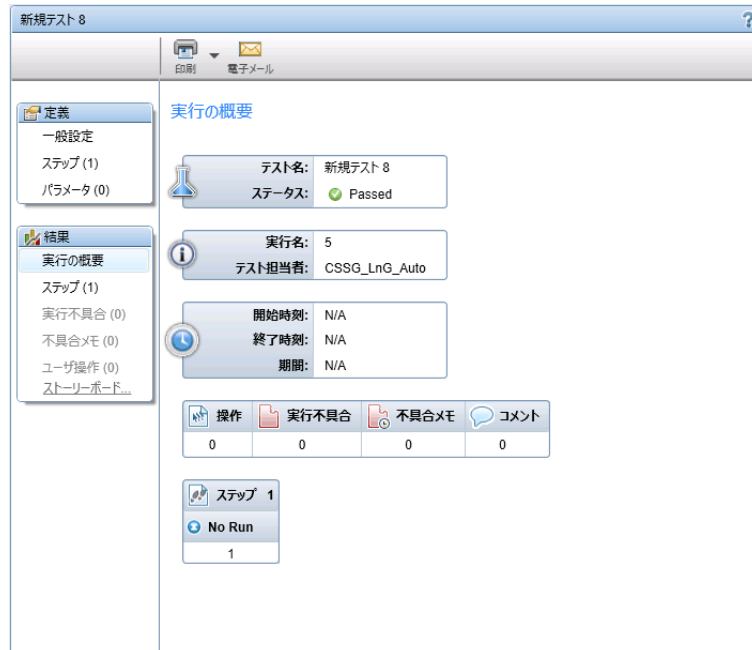 新規テスト 8
?
印刷
電子メール
定義
一般設定
ステップ (1)
パラメータ (0)
結果
実行の概要
ステップ (1)
実行不具合 (0)
不具合メモ (0)
ユーザ操作 (0)
ストーリーボード...
実行の概要
テスト名: 新規テスト 8
ステータス: Passed
実行名: 5
テスト担当者: CSSG_LnG_Auto
開始時刻: N/A
終了時刻: N/A
期間: N/A
操作 実行不具合 不具合メモ コメント
0 0 0 0
ステップ 1
No Run
1